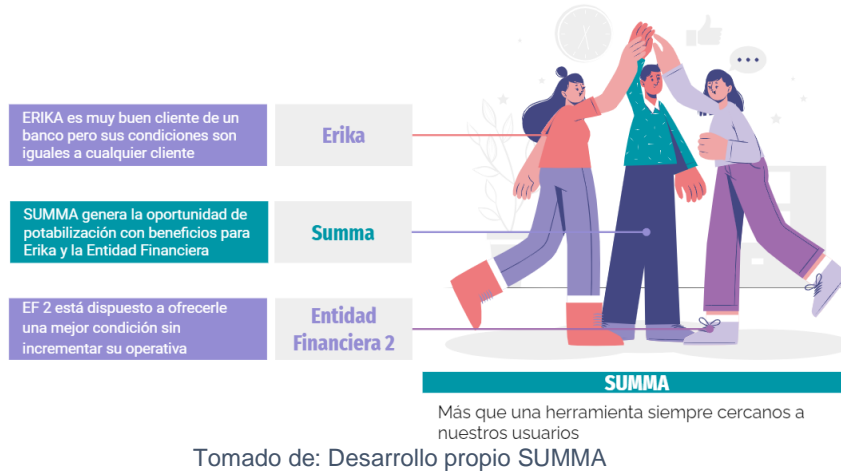 ERIKA es muy buen cliente de un
banco pero sus condiciones son
iguales a cualquier cliente
Erika
SUMMA genera la oportunidad de
potabilización con beneficios para
Erika y la Entidad Financiera
Summa
EF 2 está dispuesto a ofrecerle
una mejor condición sin
incrementar su operativa
Entidad
Financiera 2
SUMMA
Más que una herramienta siempre cercanos a
nuestros usuarios
Tomado de: Desarrollo propio SUMMA